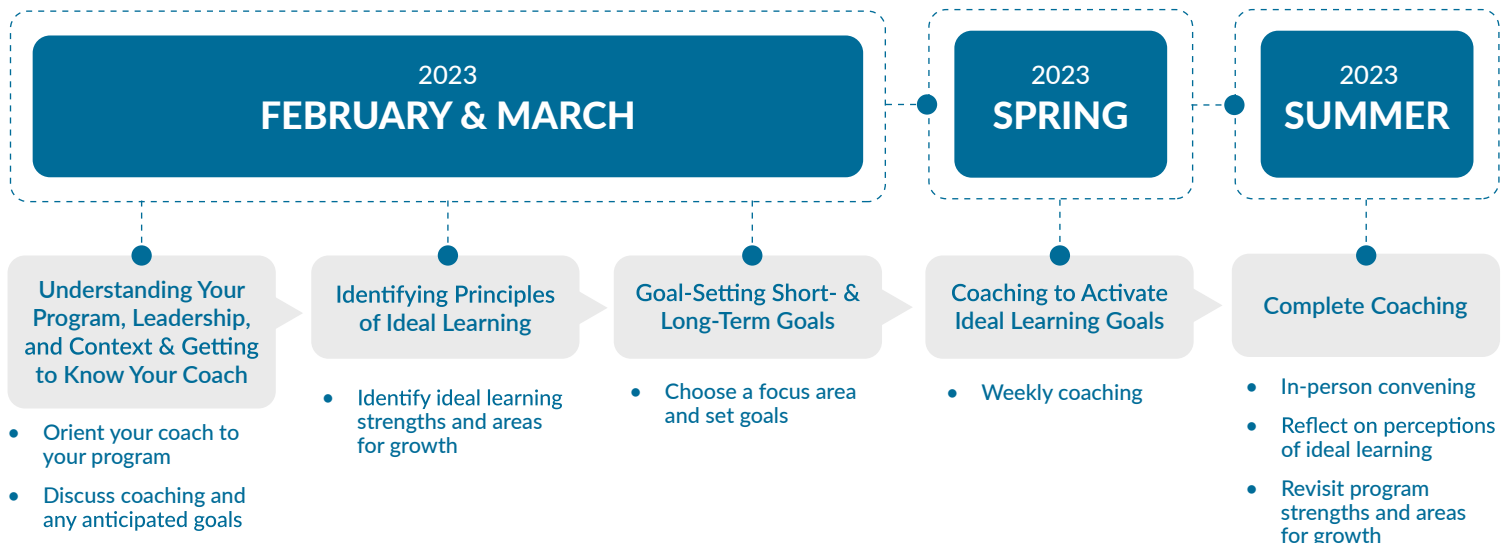 2023
FEBRUARY & MARCH
2023
SPRING
2023
SUMMER
Understanding Your
Program, Leadership,
and Context & Getting
to Know Your Coach
• Orient your coach to
your program
• Discuss coaching and
any anticipated goals
Identifying Principles
of Ideal Learning
• Identify ideal learning
strengths and areas
for growth
Goal-Setting Short- &
Long-Term Goals
• Choose a focus area
and set goals
Coaching to Activate
Ideal Learning Goals
• Weekly coaching
Complete Coaching
• In-person convening
• Reflect on perceptions
of ideal learning
• Revisit program
strengths and areas
for growth